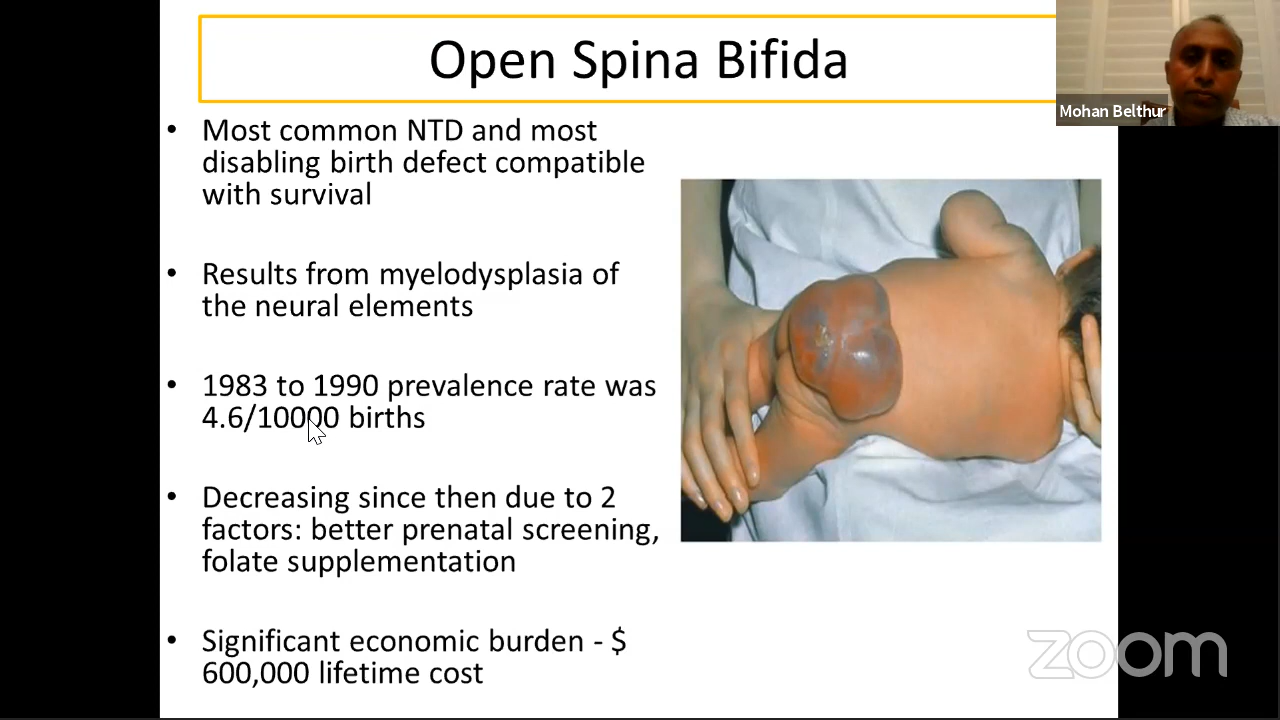 Open Spina Bifida
Mohan Belthur
• Most common NTD and most
disabling birth defect compatible
with survival
• Results from myelodysplasia of
the neural elements
• 1983 to 1990 prevalence rate was
4.6/10000 births
• Decreasing since then due to 2
factors: better prenatal screening,
folate supplementation
• Significant economic burden - $
600,000 lifetime cost
zoom